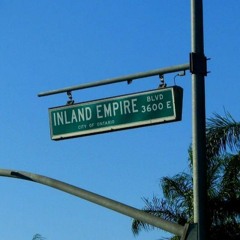 INLAND EMPIRE BLVD
CITY OF ONTARIO 3600 E